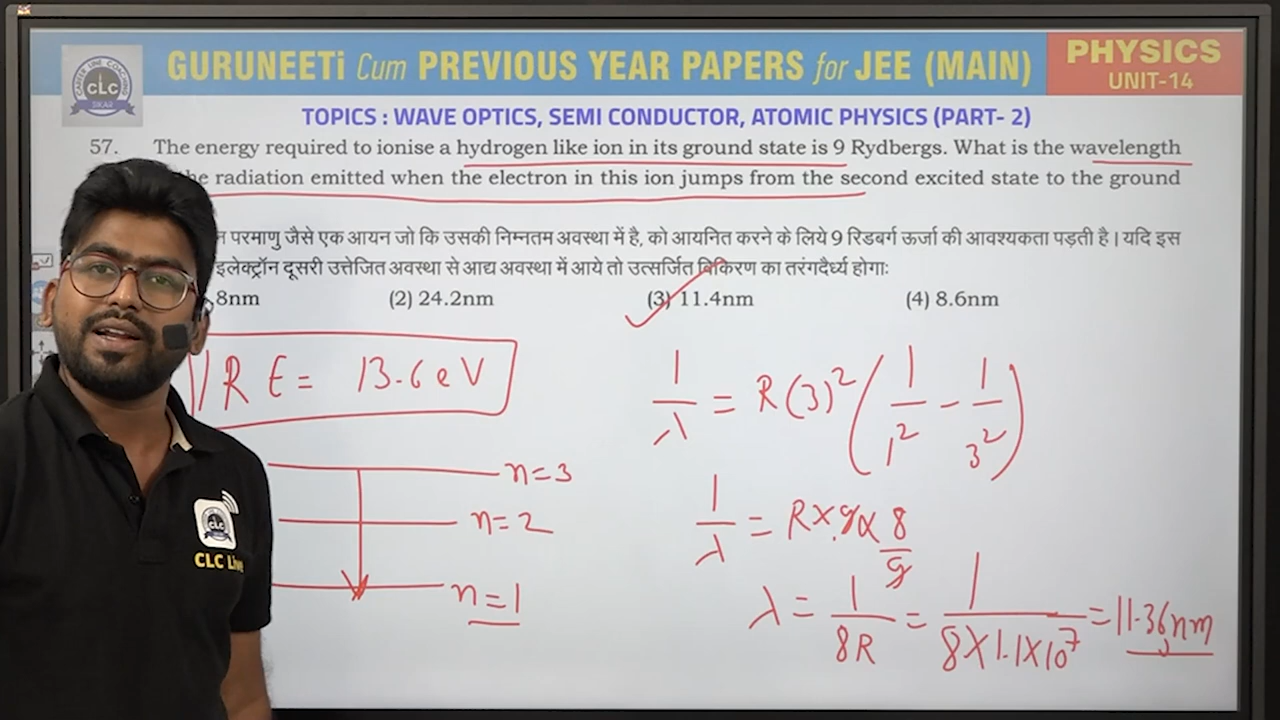 GURUNEETi Cum PREVIOUS YEAR PAPERS for JEE (MAIN)
PHYSICS
UNIT-14
CAREER LINE COACHING
CLC
SIKAR
TOPICS : WAVE OPTICS, SEMI CONDUCTOR, ATOMIC PHYSICS (PART- 2)
57. The energy required to ionise a hydrogen like ion in its ground state is 9 Rydbergs. What is the wavelength
the radiation emitted when the electron in this ion jumps from the second excited state to the ground
परमाणु जैसे एक आयन जो कि उसकी निम्नतम अवस्था में है, को आयनित करने के लिये 9 रिडबर्ग ऊर्जा की आवश्यकता पड़ती है। यदि इस
इलेक्ट्रॉन दूसरी उत्तेजित अवस्था से आद्य अवस्था में आये तो उत्सर्जित विकिरण का तरंगदैर्ध्य होगाः
.8nm (2) 24.2nm (3) 11.4nm (4) 8.6nm
1 R E = 13.6 eV
1/λ = R(3)²(1/1² - 1/3²)
n=3
n=2
1/λ = R×9× 8/9
n=1
λ = 1/8R = 1/8×1.1×10⁷ = 11.36nm
CLC
CLC Live